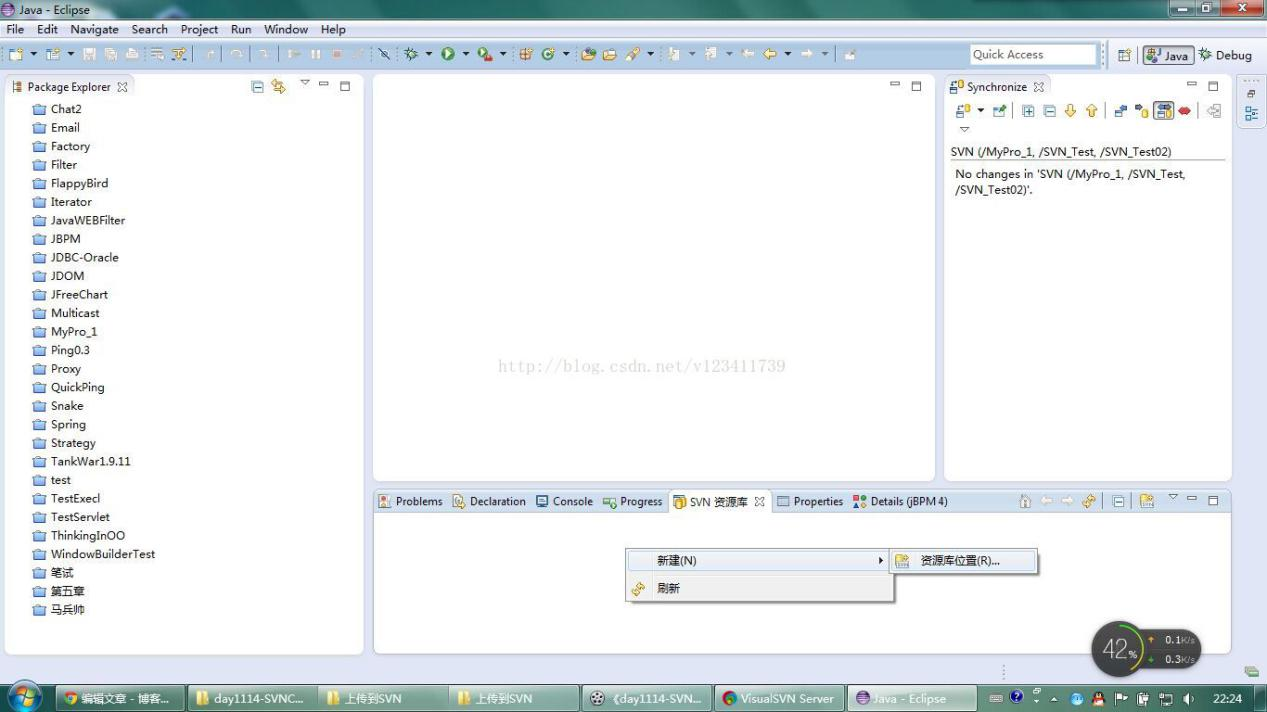 Java - Eclipse
File Edit Navigate Search Project Run Window Help
Quick Access Java Debug
Package Explorer
Chat2
Email
Factory
Filter
FlappyBird
Iterator
JavaWEBFilter
JBPM
JDBC-Oracle
JDOM
JFreeChart
Multicast
MyPro_1
Ping0.3
Proxy
QuickPing
Snake
Spring
Strategy
TankWar1.9.11
test
TestExecl
TestServlet
ThinkingInOO
WindowBuilderTest
笔试
第五章
马兵帅
http://blog.csdn.net/v123411739
Synchronize
SVN (/MyPro_1, /SVN_Test, /SVN_Test02)
No changes in 'SVN (/MyPro_1, /SVN_Test,
/SVN_Test02)'.
Problems Declaration Console Progress SVN 资源库 Properties Details (jBPM 4)
新建(N) 资源库位置(R)...
刷新
42% 0.1K/s
0.3K/s
编辑文章 - 博客... day1114-SVNC... 上传到SVN 上传到SVN 《day1114-SVN... VisualSVN Server Java - Eclipse 22:24